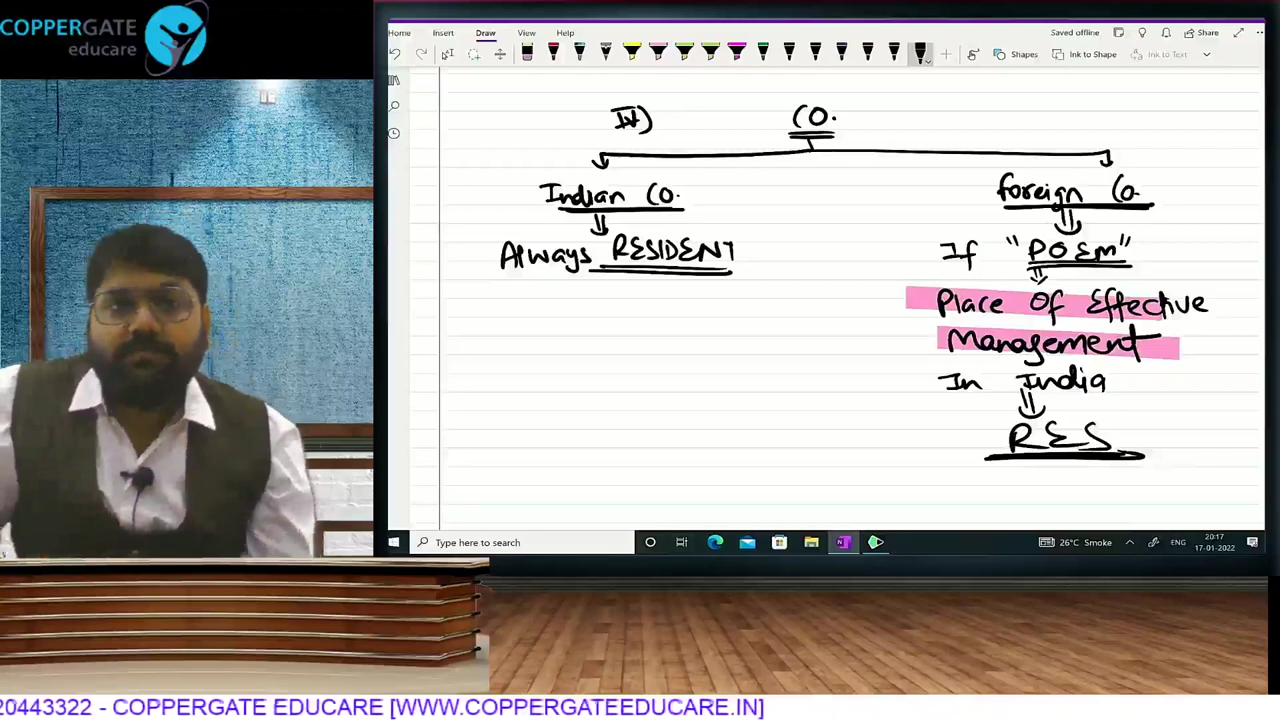 COPPERGATE
educare
Home Insert Draw View Help
Saved offline
Share
Shapes
Ink to Shape
Ink to Text
IV) CO.
Indian CO.
Foreign CO.
Always RESIDENT
If "POEM"
Place Of Effective
Management
In India
RES
Type here to search
26°C Smoke
ENG
20:17
17-01-2022
20443322 - COPPERGATE EDUCARE [WWW.COPPERGATEEDUCARE.IN]